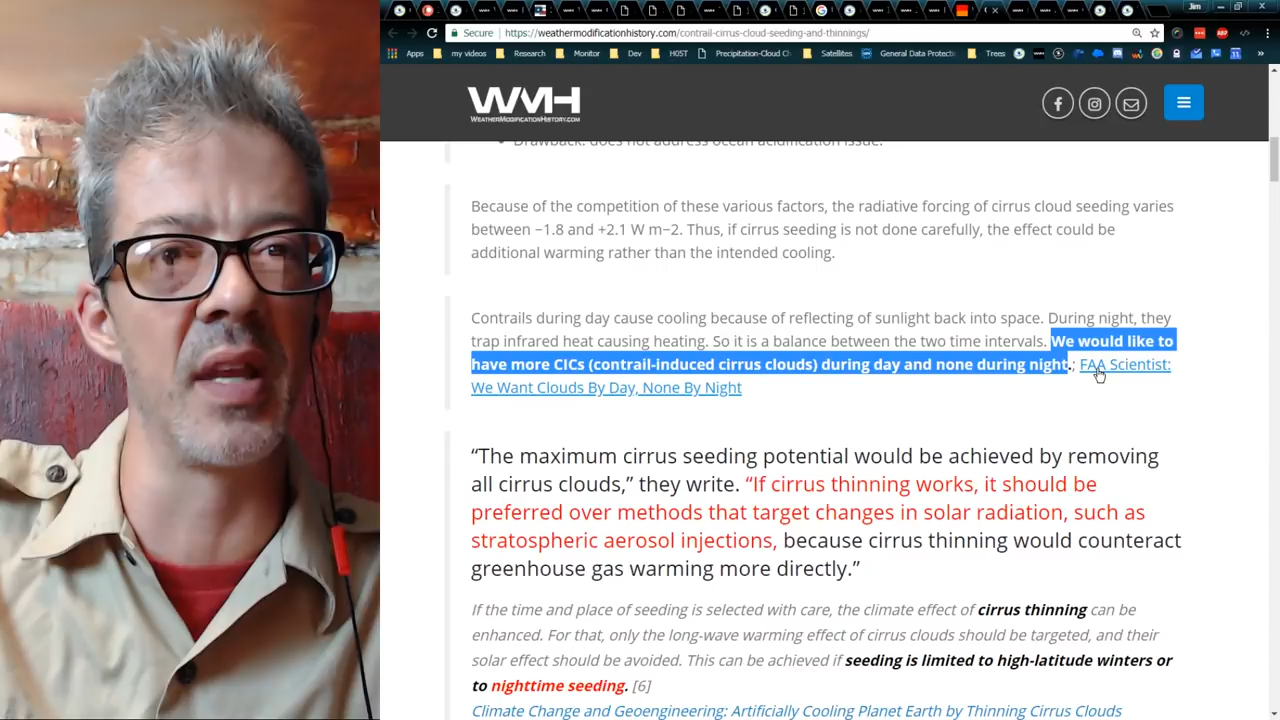 Jim
Secure https://weathermodificationhistory.com/contrail-cirrus-cloud-seeding-and-thinnings/
Apps my videos Research Monitor Dev H05T Precipitation-Cloud Satellites General Data Protect Trees
WMH
WEATHERMODIFICATIONHISTORY.COM
Drawback: does not address ocean acidification issue.
Because of the competition of these various factors, the radiative forcing of cirrus cloud seeding varies
between −1.8 and +2.1 W m−2. Thus, if cirrus seeding is not done carefully, the effect could be
additional warming rather than the intended cooling.
Contrails during day cause cooling because of reflecting of sunlight back into space. During night, they
trap infrared heat causing heating. So it is a balance between the two time intervals. We would like to
have more CICs (contrail-induced cirrus clouds) during day and none during night.; FAA Scientist:
We Want Clouds By Day, None By Night
“The maximum cirrus seeding potential would be achieved by removing
all cirrus clouds,” they write. “If cirrus thinning works, it should be
preferred over methods that target changes in solar radiation, such as
stratospheric aerosol injections, because cirrus thinning would counteract
greenhouse gas warming more directly.”
If the time and place of seeding is selected with care, the climate effect of cirrus thinning can be
enhanced. For that, only the long-wave warming effect of cirrus clouds should be targeted, and their
solar effect should be avoided. This can be achieved if seeding is limited to high-latitude winters or
to nighttime seeding. [6]
Climate Change and Geoengineering: Artificially Cooling Planet Earth by Thinning Cirrus Clouds